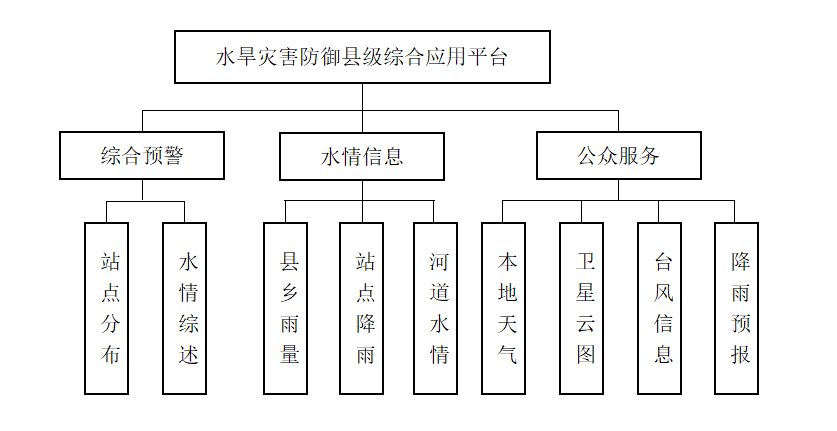 水旱灾害防御县级综合应用平台
综合预警
水情信息
公众服务
站点分布
水情综述
县乡雨量
站点降雨
河道水情
本地天气
卫星云图
台风信息
降雨预报